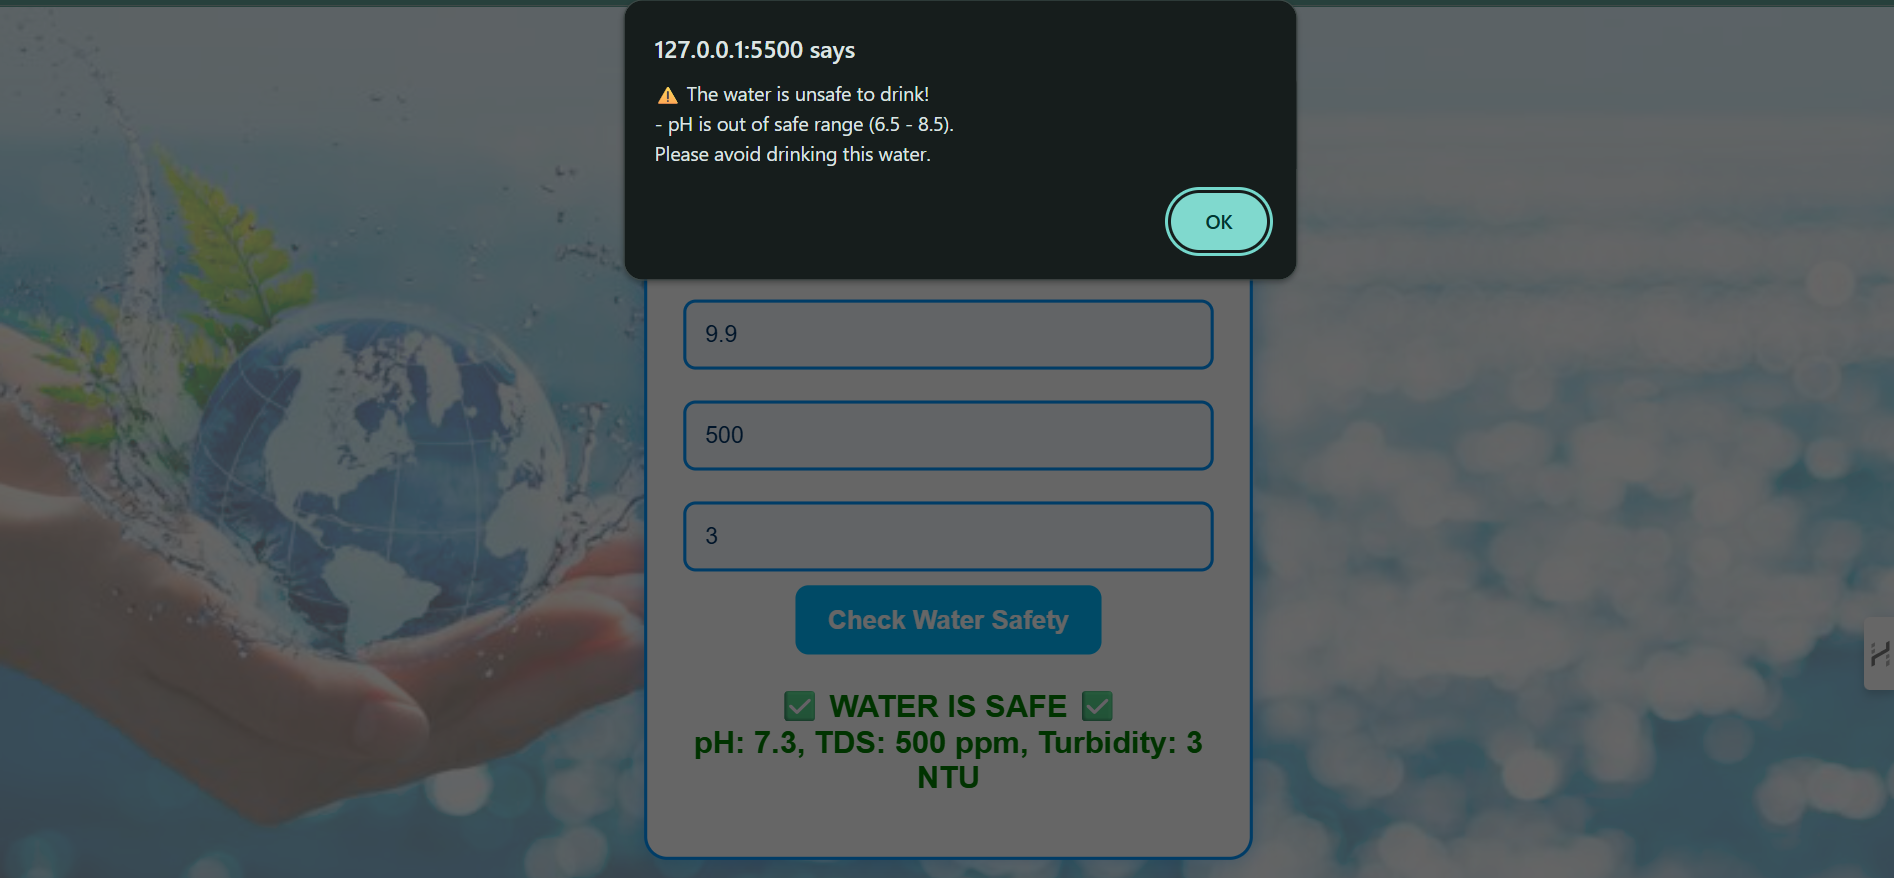 127.0.0.1:5500 says
⚠️ The water is unsafe to drink!
- pH is out of safe range (6.5 - 8.5).
Please avoid drinking this water.
OK
9.9
500
3
Check Water Safety
✅ WATER IS SAFE ✅
pH: 7.3, TDS: 500 ppm, Turbidity: 3
NTU